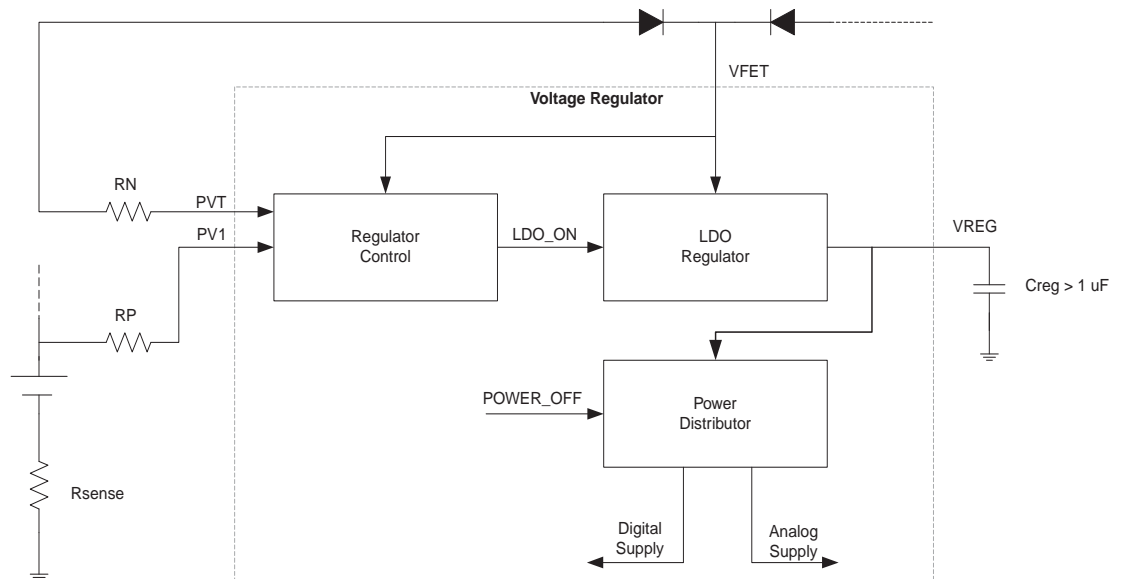 VFET
Voltage Regulator
RN
PVT
PV1
Regulator
Control
LDO_ON
LDO
Regulator
VREG
Creg > 1 uF
RP
POWER_OFF
Power
Distributor
Rsense
Digital
Supply
Analog
Supply